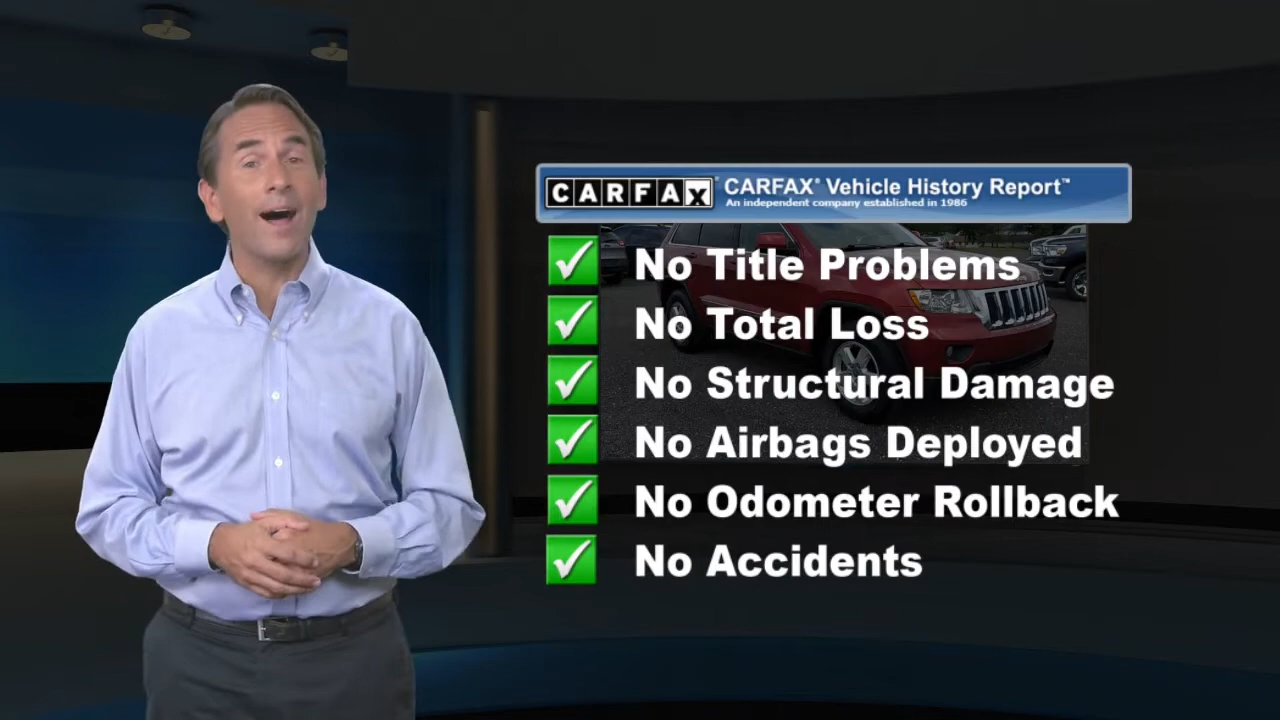 CARFAX® CARFAX® Vehicle History Report™
An independent company established in 1986
No Title Problems
No Total Loss
No Structural Damage
No Airbags Deployed
No Odometer Rollback
No Accidents